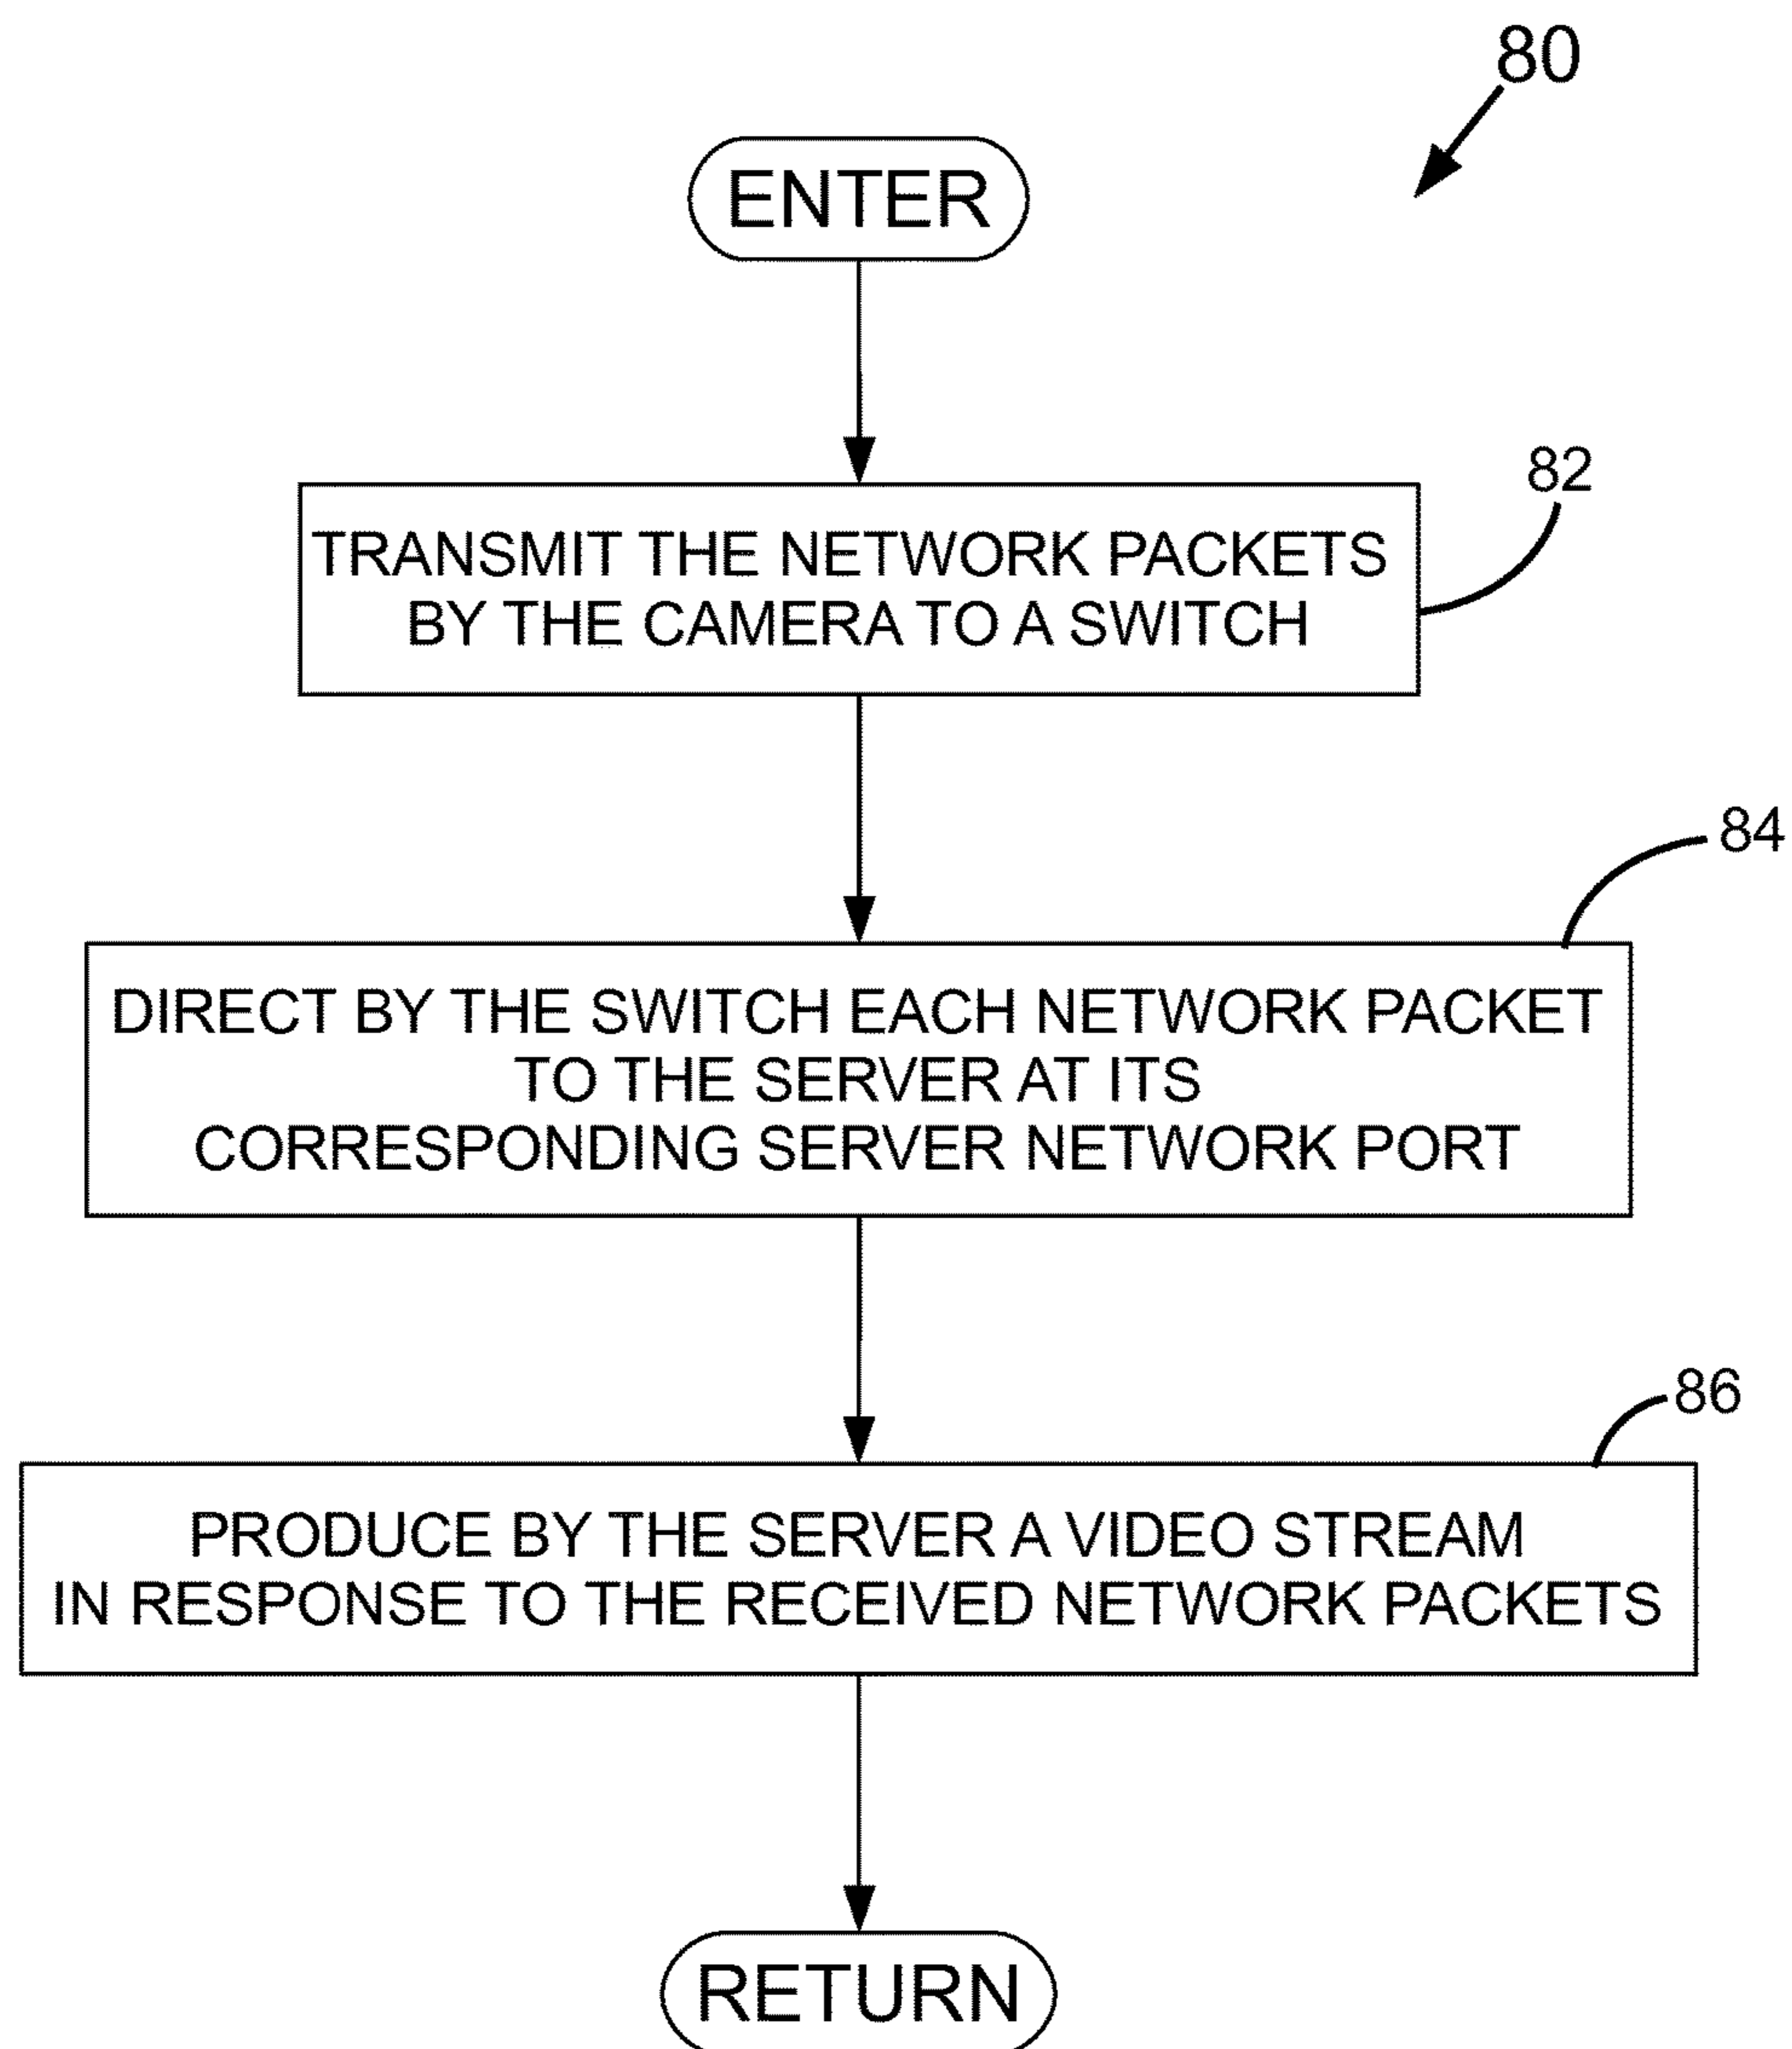 80
ENTER
82
TRANSMIT THE NETWORK PACKETS
BY THE CAMERA TO A SWITCH
84
DIRECT BY THE SWITCH EACH NETWORK PACKET
TO THE SERVER AT ITS
CORRESPONDING SERVER NETWORK PORT
86
PRODUCE BY THE SERVER A VIDEO STREAM
IN RESPONSE TO THE RECEIVED NETWORK PACKETS
RETURN